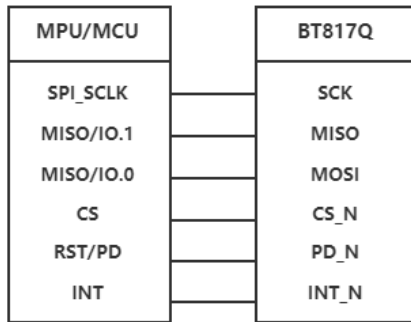 MPU/MCU BT817Q
SPI_SCLK SCK
MISO/IO.1 MISO
MISO/IO.0 MOSI
CS CS_N
RST/PD PD_N
INT INT_N